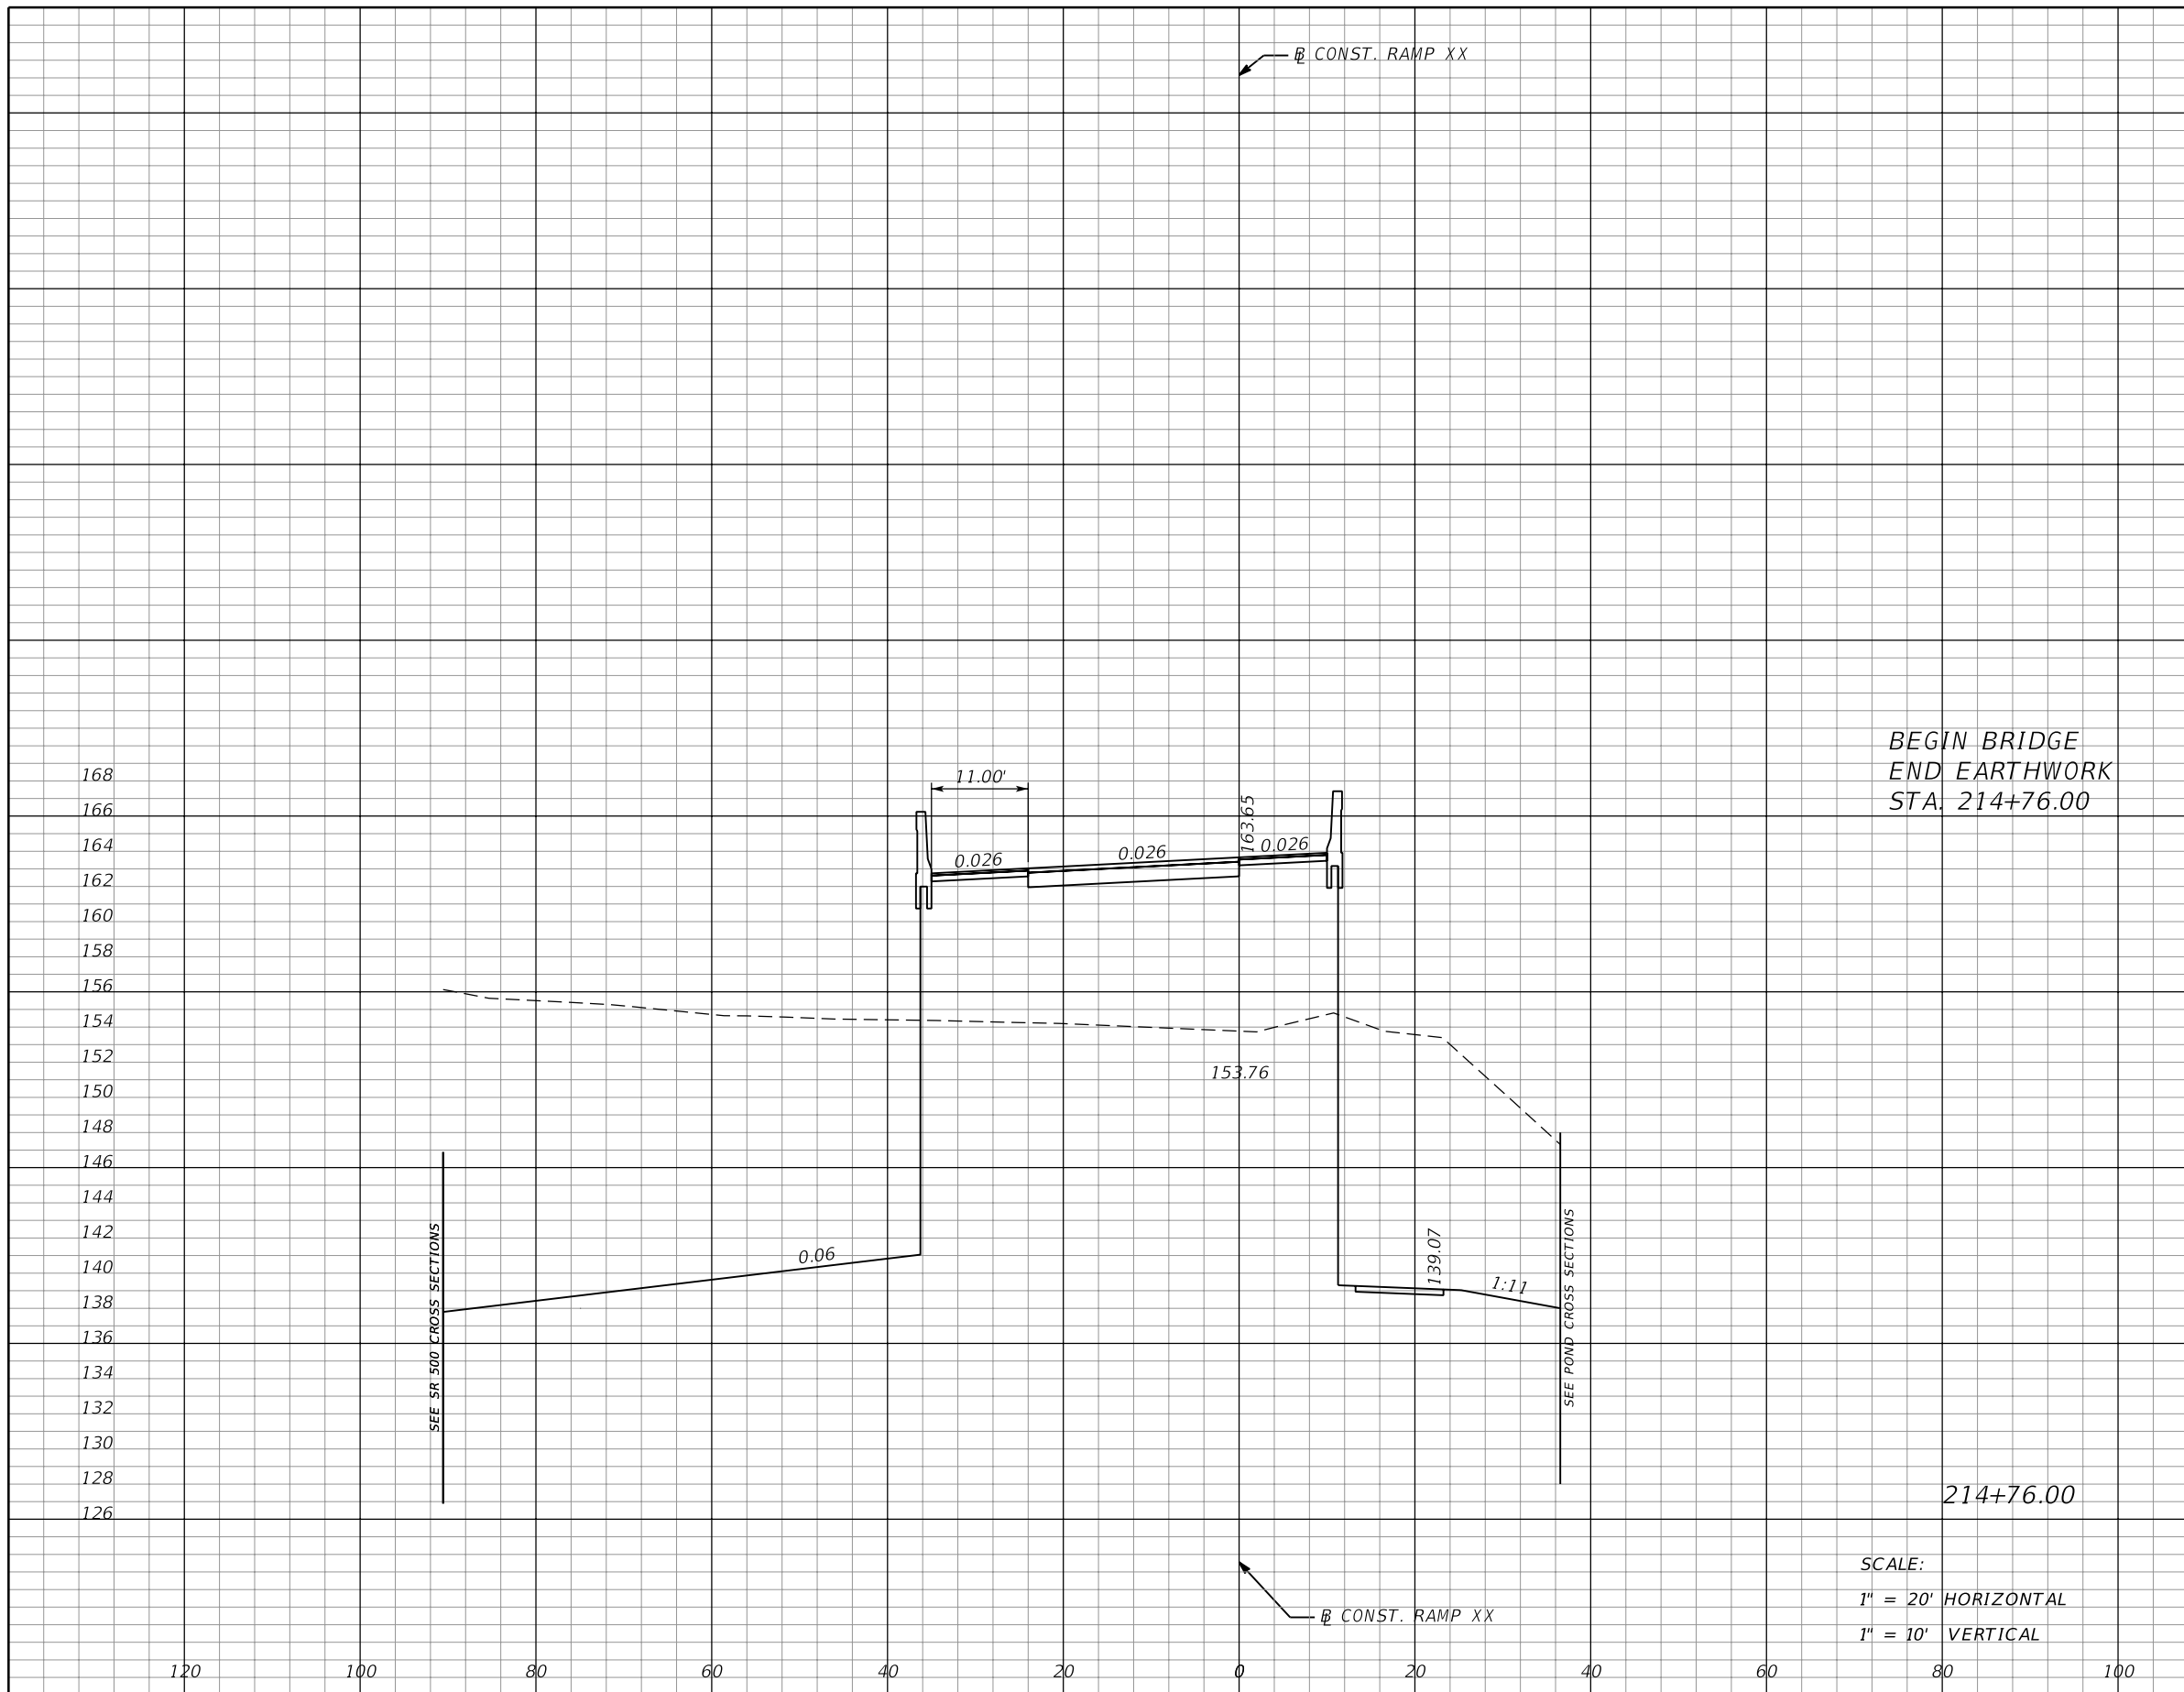 BL CONST. RAMP XX
BEGIN BRIDGE
END EARTHWORK
STA. 214+76.00
168
166
164
162
160
158
156
154
152
150
148
146
144
142
140
138
136
134
132
130
128
126
11.00'
0.026
0.026
163.65
0.026
153.76
SEE SR 500 CROSS SECTIONS
0.06
139.07
1:11
SEE POND CROSS SECTIONS
214+76.00
SCALE:
1" = 20' HORIZONTAL
1" = 10' VERTICAL
BL CONST. RAMP XX
120 100 80 60 40 20 0 20 40 60 80 100